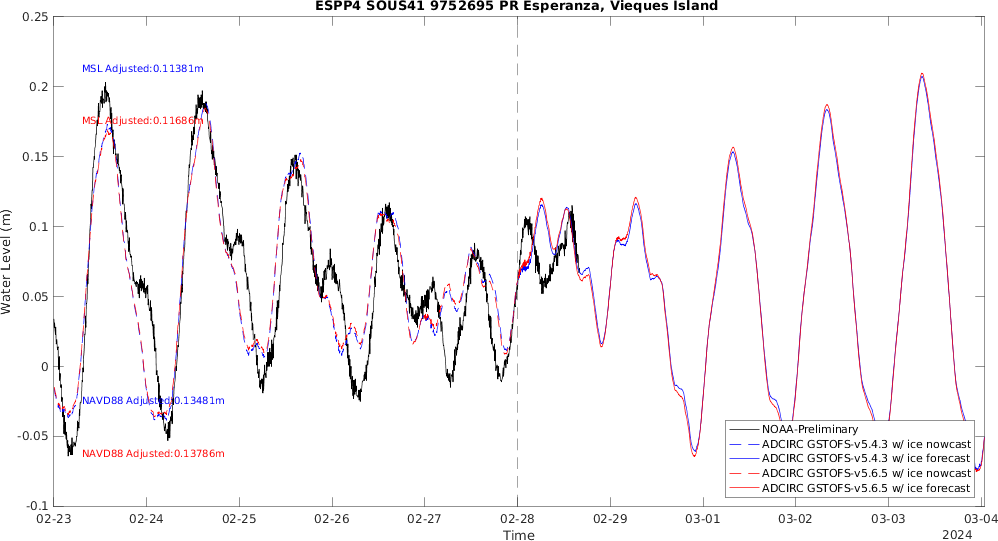 ESPP4 SOUS41 9752695 PR Esperanza, Vieques Island
Water Level (m)
0.25
0.2
0.15
0.1
0.05
0
-0.05
-0.1
MSL Adjusted:0.11381m
MSL Adjusted:0.11686m
NAVD88 Adjusted:0.13481m
NAVD88 Adjusted:0.13786m
NOAA-Preliminary
ADCIRC GSTOFS-v5.4.3 w/ ice nowcast
ADCIRC GSTOFS-v5.4.3 w/ ice forecast
ADCIRC GSTOFS-v5.6.5 w/ ice nowcast
ADCIRC GSTOFS-v5.6.5 w/ ice forecast
02-23 02-24 02-25 02-26 02-27 02-28 02-29 03-01 03-02 03-03 03-04
Time
2024